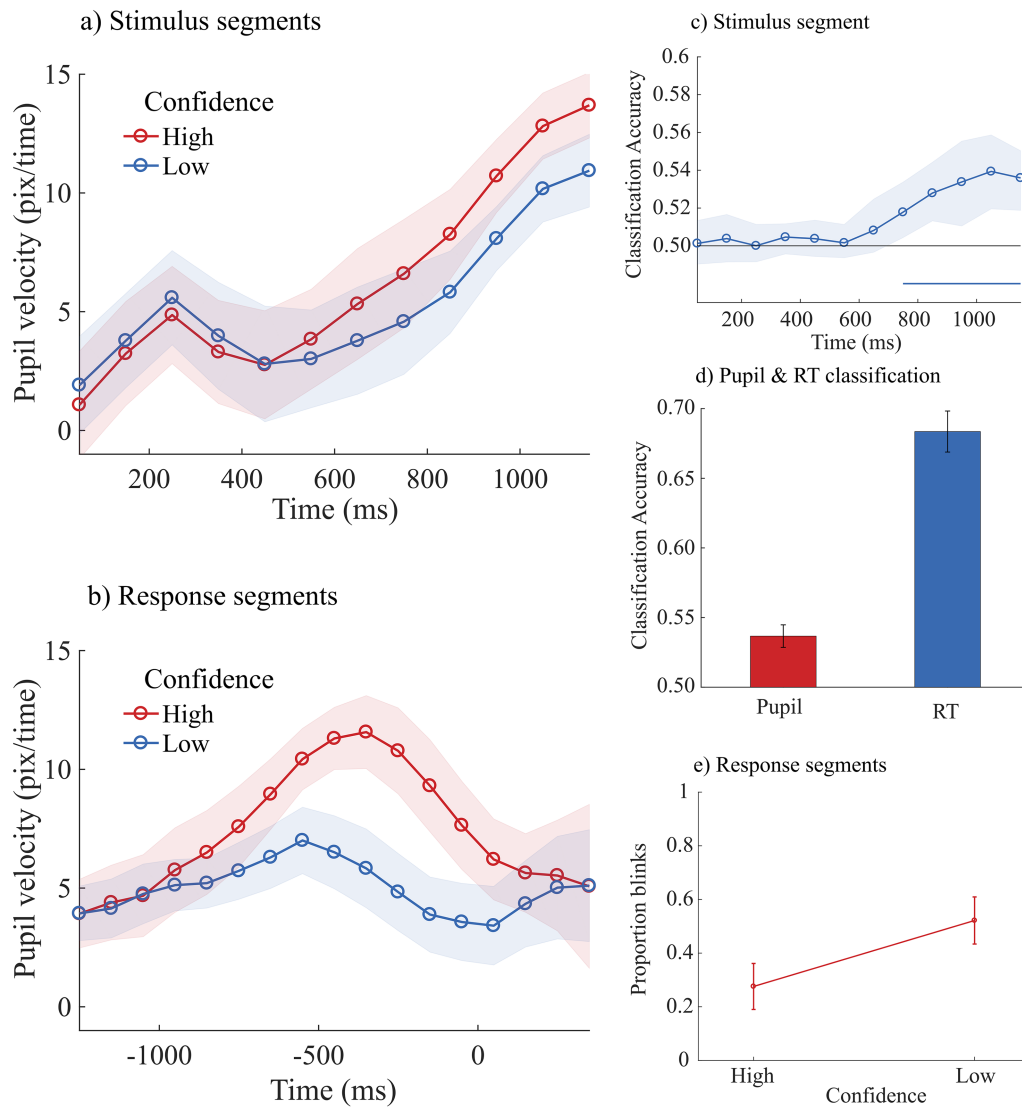 a) Stimulus segments
Pupil velocity (pix/time)
15
10
5
0
Confidence
High
Low
200
400
600
800
1000
Time (ms)
b) Response segments
Pupil velocity (pix/time)
15
10
5
0
Confidence
High
Low
-1000
-500
0
Time (ms)
c) Stimulus segment
Classification Accuracy
0.6
0.58
0.56
0.54
0.52
0.50
200
400
600
800
1000
Time (ms)
d) Pupil & RT classification
Classification Accuracy
0.70
0.65
0.60
0.55
0.50
Pupil
RT
e) Response segments
Proportion blinks
1
0.8
0.6
0.4
0.2
0
High
Low
Confidence